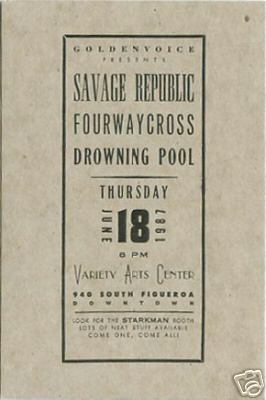 GOLDENVOICE
PRESENTS
SAVAGE REPUBLIC
FOURWAYCROSS
DROWNING POOL
THURSDAY
JUNE 18 1987
8 PM
VARIETY ARTS CENTER
940 SOUTH FIGUEROA
DOWNTOWN
LOOK FOR THE STARKMAN BOOTH
LOTS OF NEAT STUFF AVAILABLE
COME ONE, COME ALL!